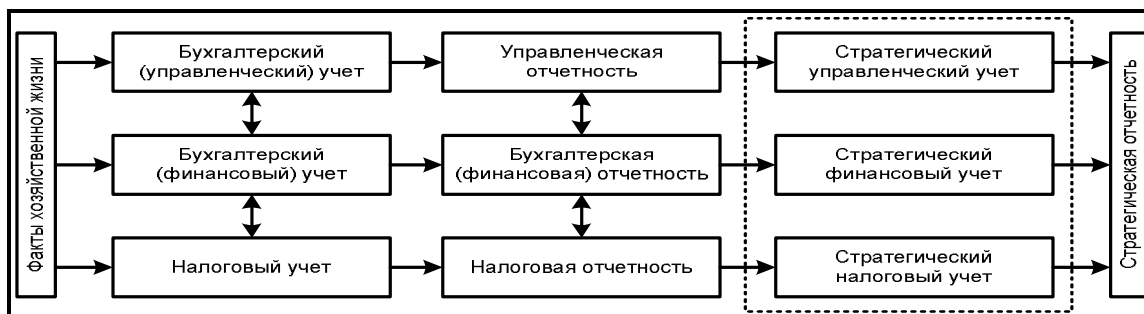 Факты хозяйственной жизни
Бухгалтерский
(управленческий) учет
Управленческая
отчетность
Стратегический
управленческий учет
Бухгалтерский
(финансовый) учет
Бухгалтерская
(финансовая) отчетность
Стратегический
финансовый учет
Налоговый учет
Налоговая отчетность
Стратегический
налоговый учет
Стратегическая отчетность